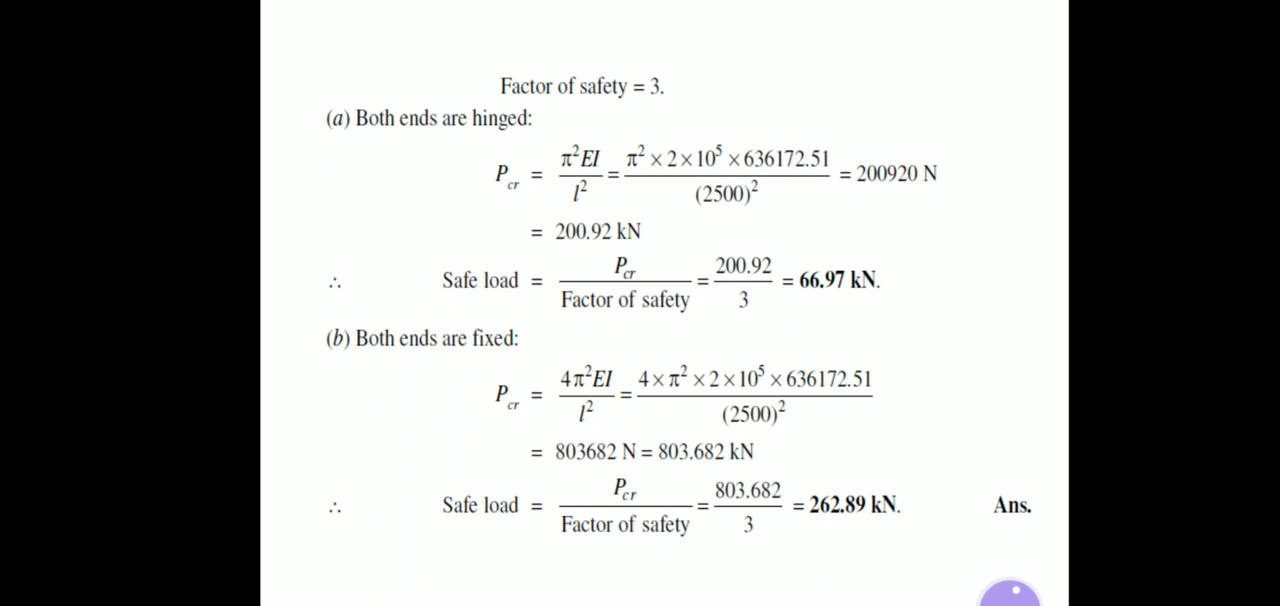 Factor of safety = 3.
(a) Both ends are hinged:
P_cr = π²EI / l² = π² × 2 × 10⁵ × 636172.51 / (2500)² = 200920 N
= 200.92 kN
∴ Safe load = P_cr / Factor of safety = 200.92 / 3 = 66.97 kN.
(b) Both ends are fixed:
P_cr = 4π²EI / l² = 4 × π² × 2 × 10⁵ × 636172.51 / (2500)²
= 803682 N = 803.682 kN
∴ Safe load = P_cr / Factor of safety = 803.682 / 3 = 262.89 kN. Ans.